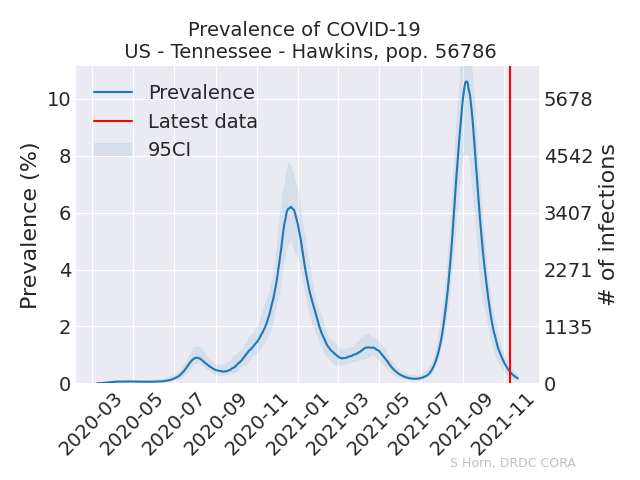 Prevalence of COVID-19
US - Tennessee - Hawkins, pop. 56786
Prevalence
Latest data
95CI
Prevalence (%)
10
8
6
4
2
0
5678
4542
3407
2271
1135
0
# of infections
2020-03
2020-05
2020-07
2020-09
2020-11
2021-01
2021-03
2021-05
2021-07
2021-09
2021-11
S Horn, DRDC CORA